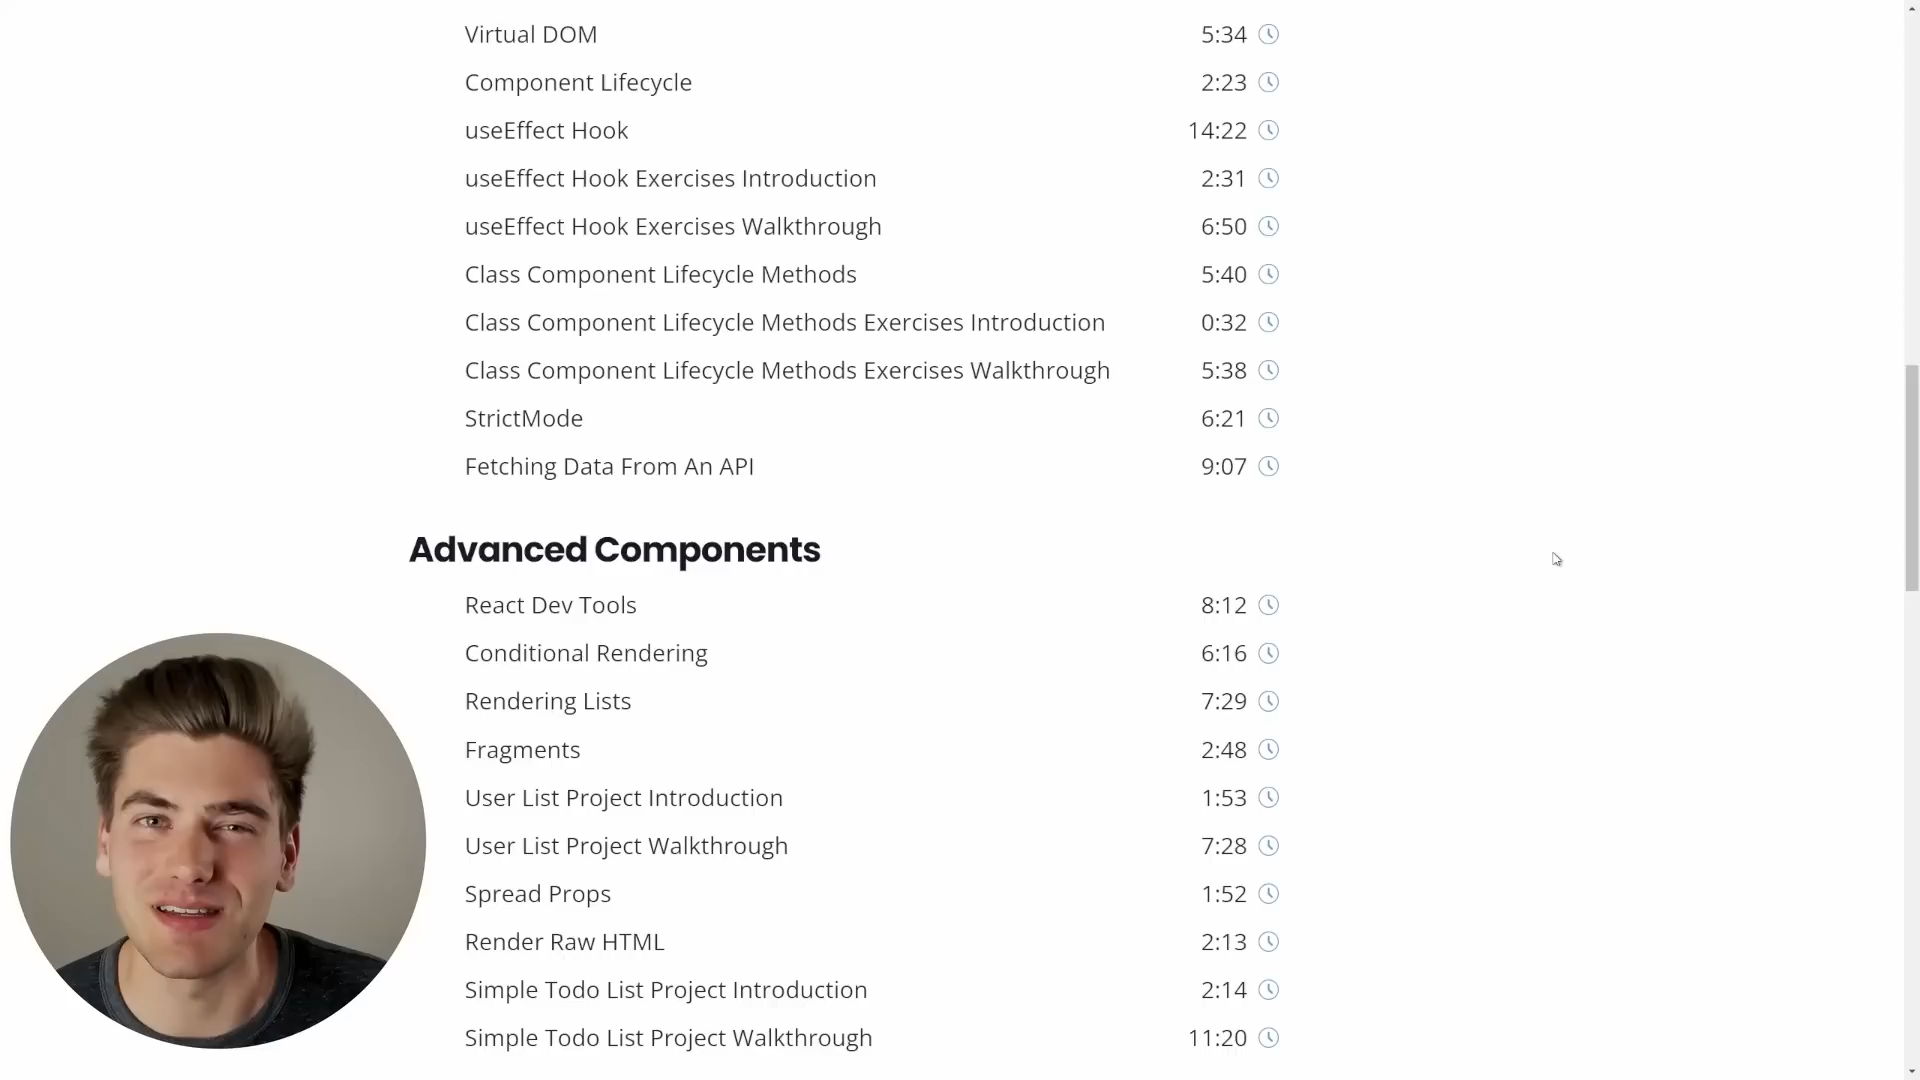 Virtual DOM 5:34
Component Lifecycle 2:23
useEffect Hook 14:22
useEffect Hook Exercises Introduction 2:31
useEffect Hook Exercises Walkthrough 6:50
Class Component Lifecycle Methods 5:40
Class Component Lifecycle Methods Exercises Introduction 0:32
Class Component Lifecycle Methods Exercises Walkthrough 5:38
StrictMode 6:21
Fetching Data From An API 9:07
Advanced Components
React Dev Tools 8:12
Conditional Rendering 6:16
Rendering Lists 7:29
Fragments 2:48
User List Project Introduction 1:53
User List Project Walkthrough 7:28
Spread Props 1:52
Render Raw HTML 2:13
Simple Todo List Project Introduction 2:14
Simple Todo List Project Walkthrough 11:20